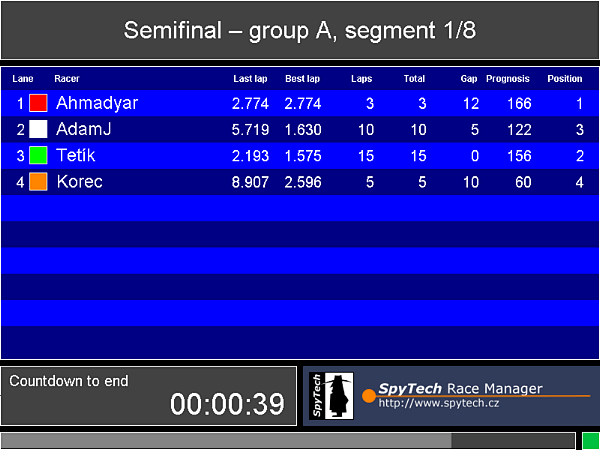 Semifinal – group A, segment 1/8
Lane Racer Last lap Best lap Laps Total Gap Prognosis Position
1 Ahmadyar 2.774 2.774 3 3 12 166 1
2 AdamJ 5.719 1.630 10 10 5 122 3
3 Tetík 2.193 1.575 15 15 0 156 2
4 Korec 8.907 2.596 5 5 10 60 4
Countdown to end
00:00:39
SpyTech
SpyTech Race Manager
http://www.spytech.cz